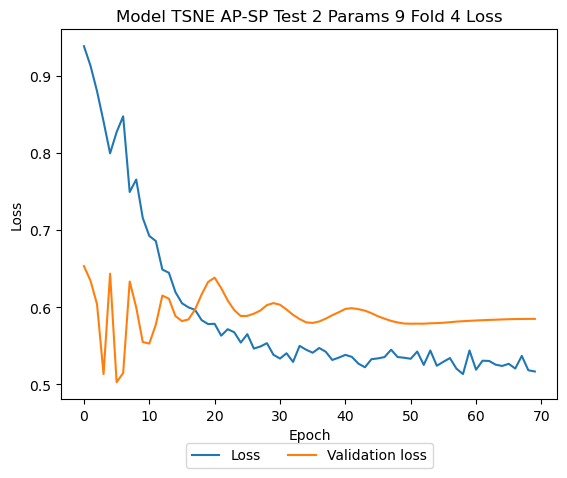 Model TSNE AP-SP Test 2 Params 9 Fold 4 Loss
0.9
0.8
0.7
0.6
0.5
Loss
0 10 20 30 40 50 60 70
Epoch
Loss Validation loss